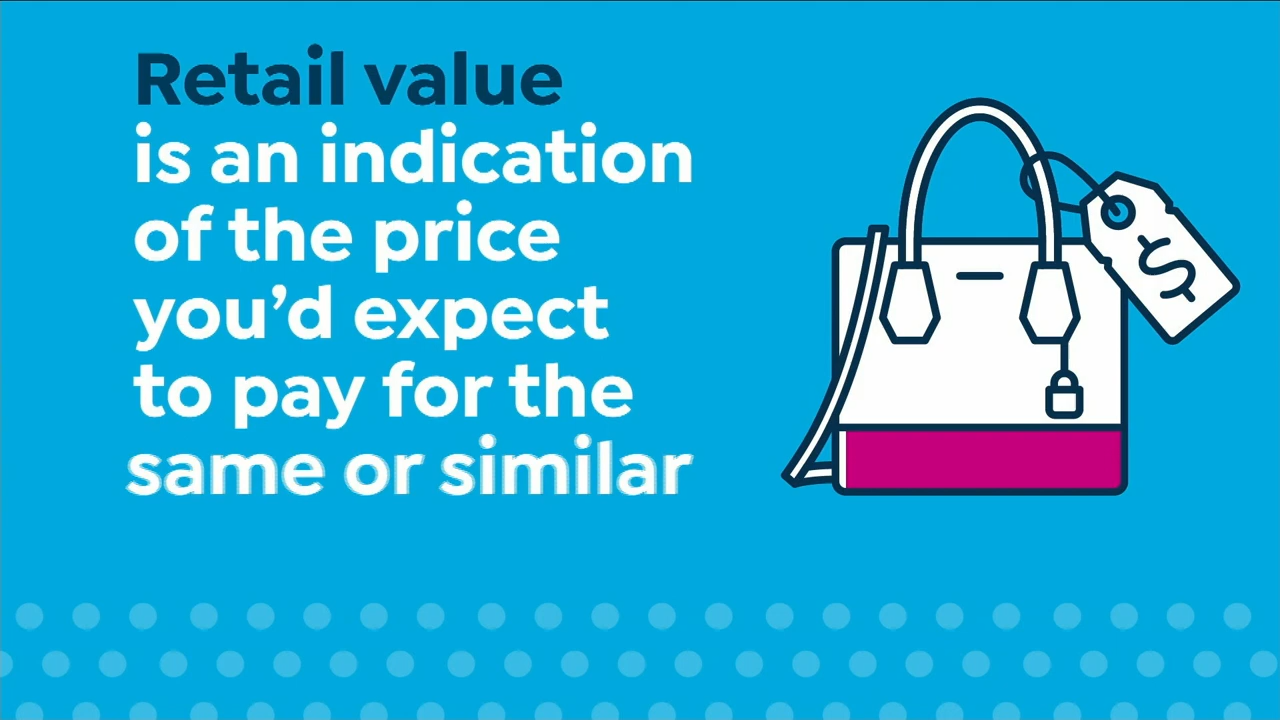 Retail value
is an indication
of the price
you’d expect
to pay for the
same or similar
$